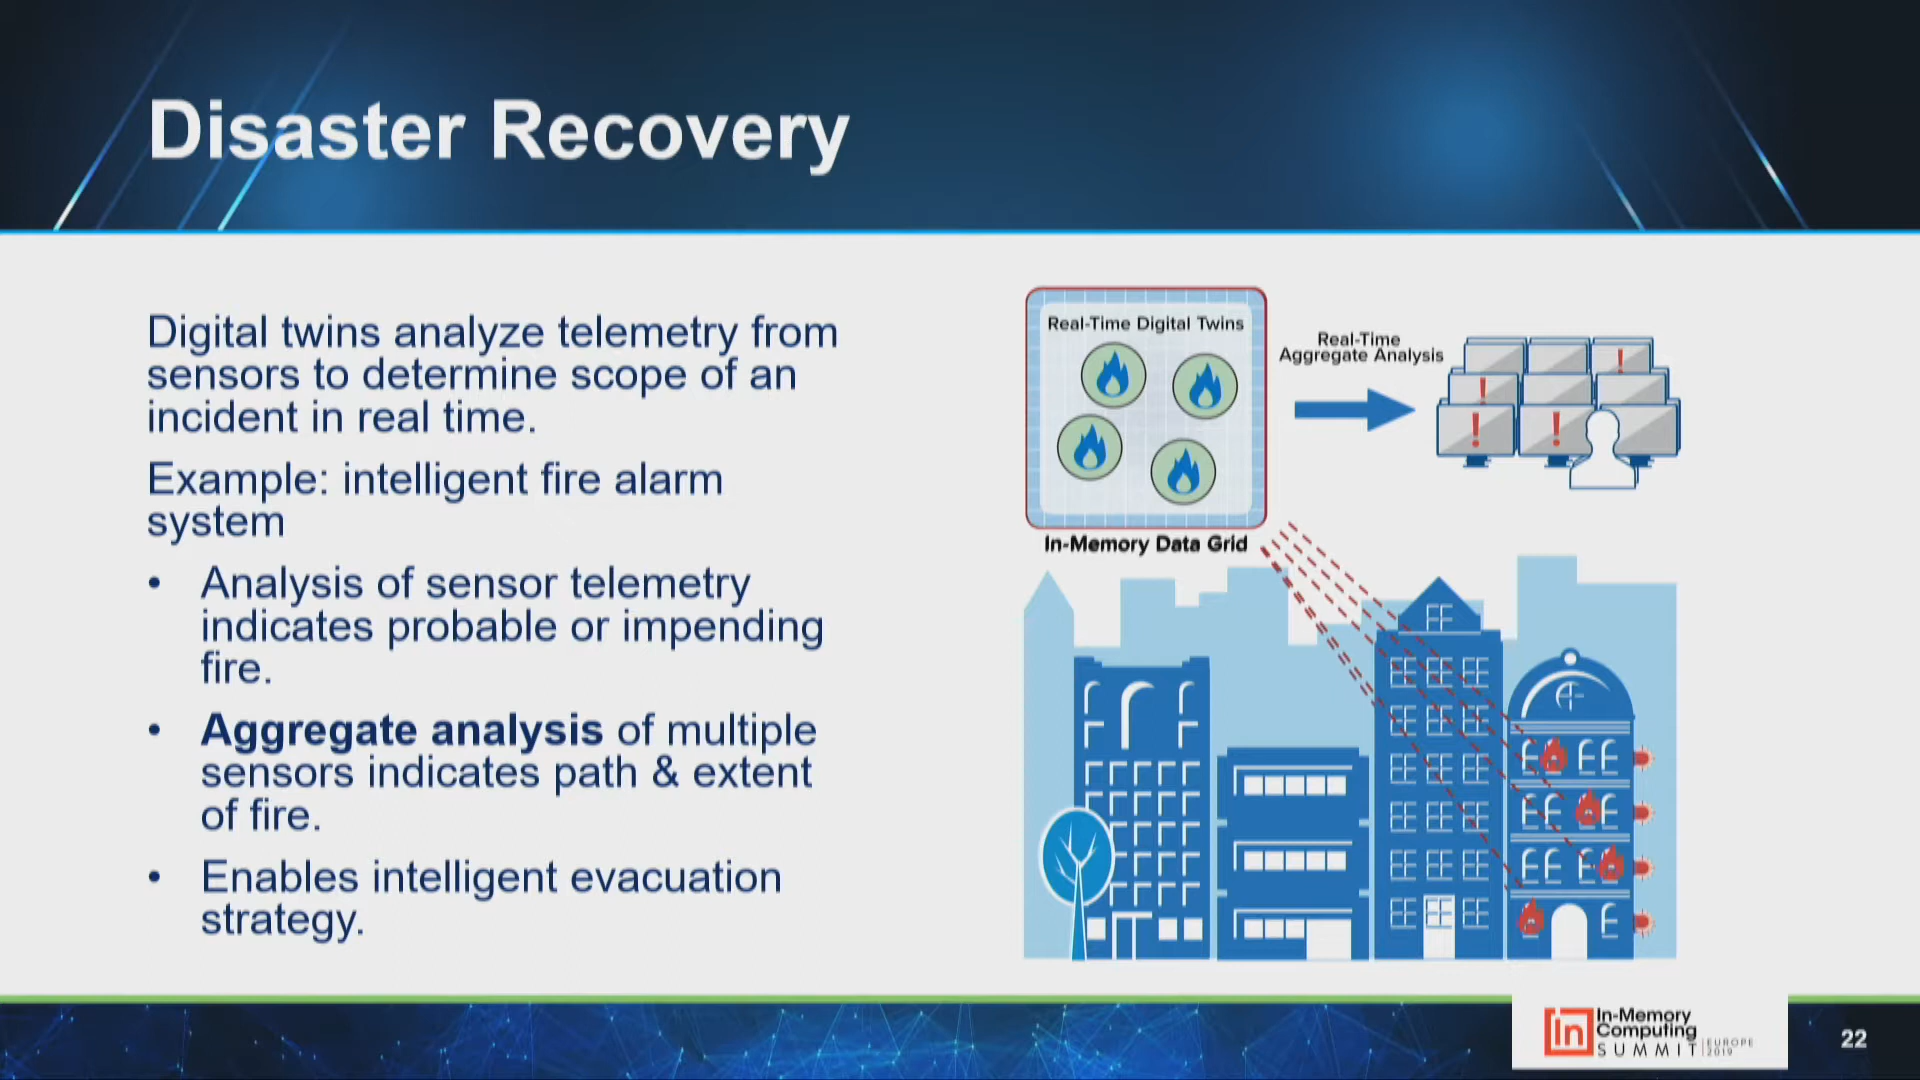 Disaster Recovery
Digital twins analyze telemetry from
sensors to determine scope of an
incident in real time.
Example: intelligent fire alarm
system
• Analysis of sensor telemetry
indicates probable or impending
fire.
• Aggregate analysis of multiple
sensors indicates path & extent
of fire.
• Enables intelligent evacuation
strategy.
Real-Time Digital Twins
In-Memory Data Grid
Real-Time
Aggregate Analysis
In-Memory
Computing
SUMMIT
EUROPE
2019
22